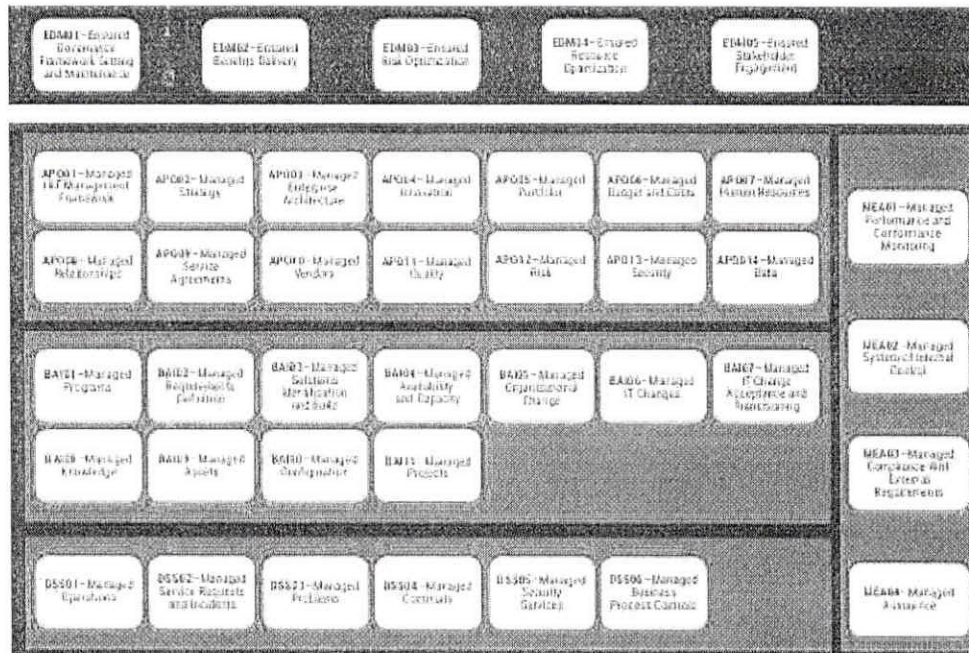 EDM01–Ensured
Governance
Framework Setting
and Maintenance
EDM02–Ensured
Benefits Delivery
EDM03–Ensured
Risk Optimization
EDM04–Ensured
Resource
Optimization
EDM05–Ensured
Stakeholder
Engagement
APO01–Managed
I&T Management
Framework
APO02–Managed
Strategy
APO03–Managed
Enterprise
Architecture
APO04–Managed
Innovation
APO05–Managed
Portfolio
APO06–Managed
Budget and Costs
APO07–Managed
Human Resources
APO08–Managed
Relationships
APO09–Managed
Service
Agreements
APO10–Managed
Vendors
APO11–Managed
Quality
APO12–Managed
Risk
APO13–Managed
Security
APO14–Managed
Data
BAI01–Managed
Programs
BAI02–Managed
Requirements
Definition
BAI03–Managed
Solutions
Identification
and Build
BAI04–Managed
Availability
and Capacity
BAI05–Managed
Organizational
Change
BAI06–Managed
IT Changes
BAI07–Managed
IT Change
Acceptance and
Transitioning
BAI08–Managed
Knowledge
BAI09–Managed
Assets
BAI10–Managed
Configuration
BAI11–Managed
Projects
DSS01–Managed
Operations
DSS02–Managed
Service Requests
and Incidents
DSS03–Managed
Problems
DSS04–Managed
Continuity
DSS05–Managed
Security
Services
DSS06–Managed
Business
Process Controls
MEA01–Managed
Performance and
Conformance
Monitoring
MEA02–Managed
System of Internal
Control
MEA03–Managed
Compliance With
External
Requirements
MEA04–Managed
Assurance